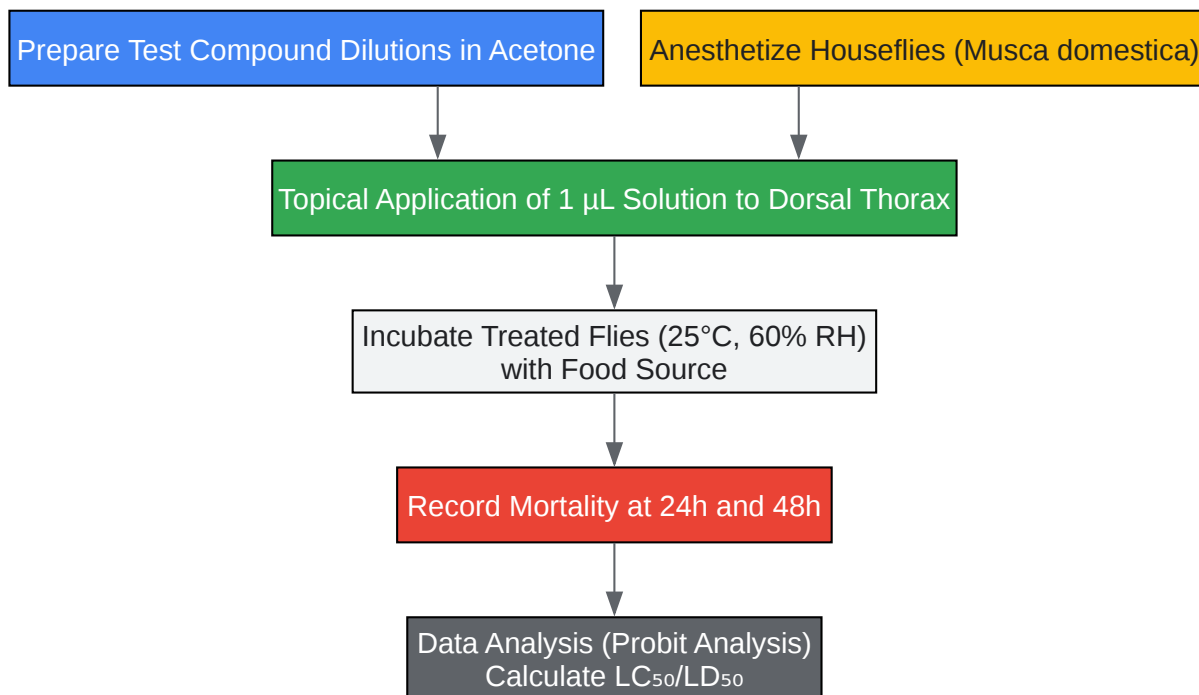 Prepare Test Compound Dilutions in Acetone
Anesthetize Houseflies (Musca domestica)
Topical Application of 1 µL Solution to Dorsal Thorax
Incubate Treated Flies (25°C, 60% RH)
with Food Source
Record Mortality at 24h and 48h
Data Analysis (Probit Analysis)
Calculate LC₅₀/LD₅₀